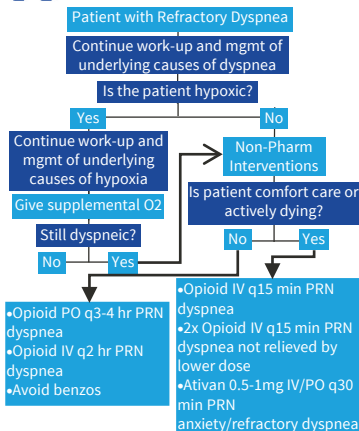 Patient with Refractory Dyspnea
Continue work-up and mgmt of
underlying causes of dyspnea
Is the patient hypoxic?
Yes
No
Continue work-up and
mgmt of underlying
causes of hypoxia
Non-Pharm
Interventions
Give supplemental O2
Is patient comfort care or
actively dying?
Still dyspneic?
No
Yes
No
Yes
•Opioid PO q3-4 hr PRN
dyspnea
•Opioid IV q2 hr PRN
dyspnea
•Avoid benzos
•Opioid IV q15 min PRN
dyspnea
•2x Opioid IV q15 min PRN
dyspnea not relieved by
lower dose
•Ativan 0.5-1mg IV/PO q30
min PRN
anxiety/refractory dyspnea